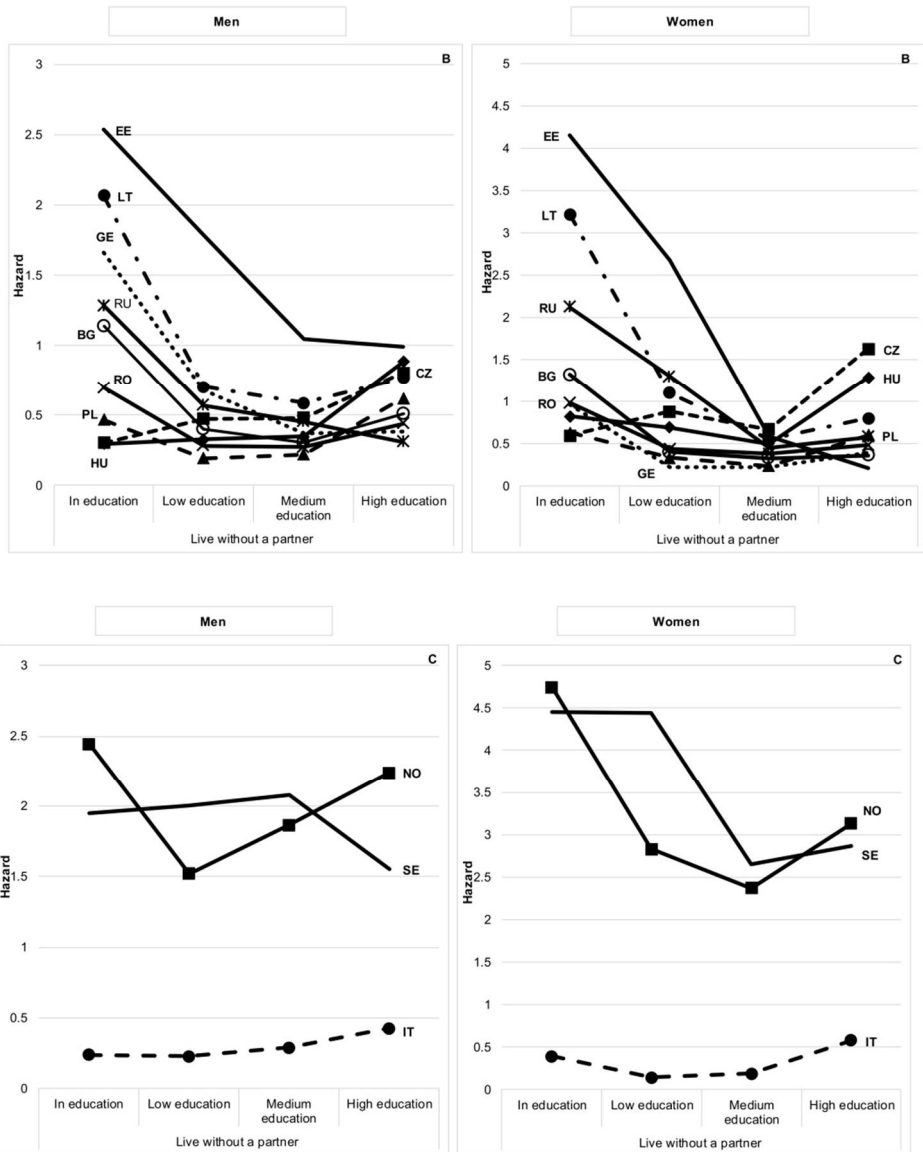 Men
B
3
2.5
2
1.5
1
0.5
0
Hazard
EE
LT
GE
RU
BG
RO
PL
HU
CZ
In education
Low education
Medium
education
High education
Live without a partner
Women
B
5
4.5
4
3.5
3
2.5
2
1.5
1
0.5
0
Hazard
EE
LT
RU
BG
RO
GE
CZ
HU
PL
In education
Low education
Medium
education
High education
Live without a partner
Men
C
3
2.5
2
1.5
1
0.5
0
Hazard
NO
SE
IT
In education
Low education
Medium
education
High education
Live without a partner
Women
C
5
4.5
4
3.5
3
2.5
2
1.5
1
0.5
0
Hazard
NO
SE
IT
In education
Low education
Medium
education
High education
Live without a partner